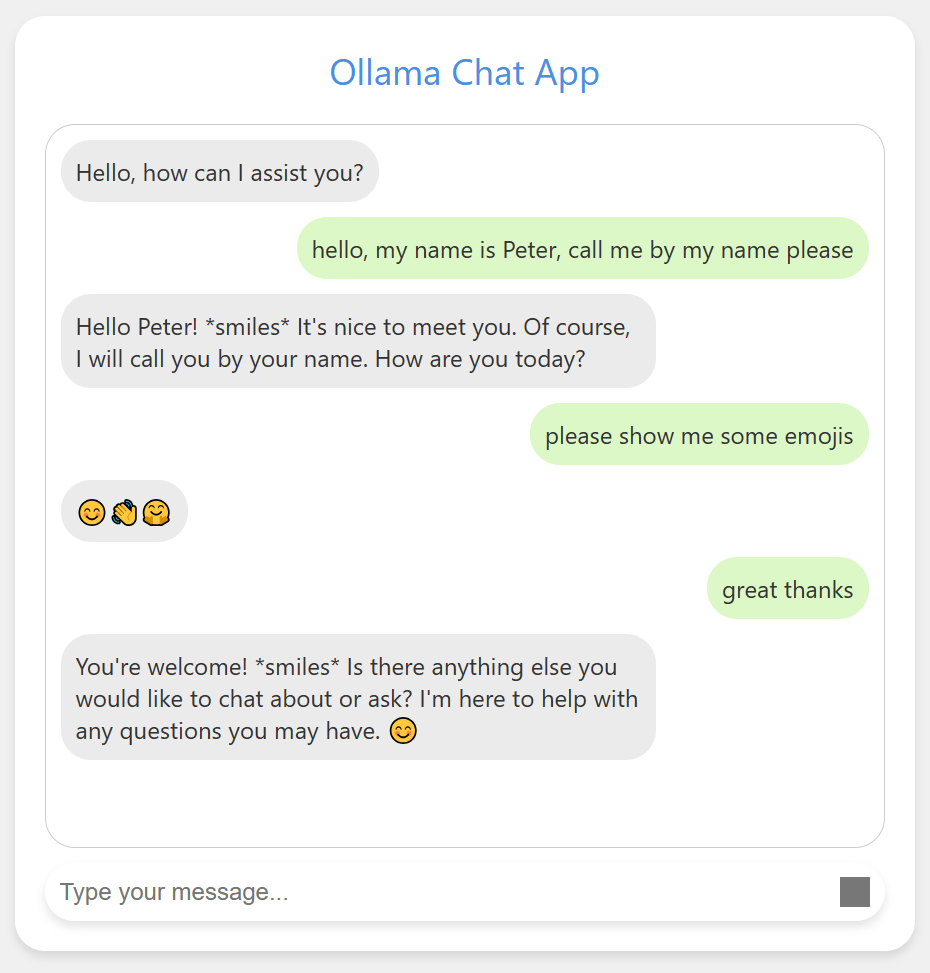 Ollama Chat App
Hello, how can I assist you?
hello, my name is Peter, call me by my name please
Hello Peter! *smiles* It's nice to meet you. Of course,
I will call you by your name. How are you today?
please show me some emojis
😊👏🤗
great thanks
You're welcome! *smiles* Is there anything else you
would like to chat about or ask? I'm here to help with
any questions you may have. 😊
Type your message...